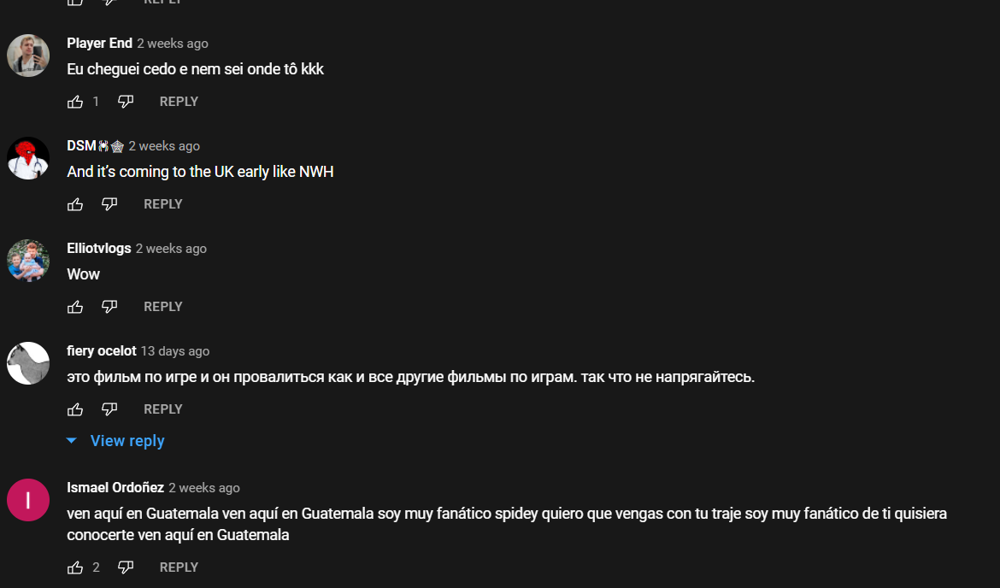 REPLY
Player End 2 weeks ago
Eu cheguei cedo e nem sei onde tô kkk
1 REPLY
DSM🕷🕸 2 weeks ago
And it’s coming to the UK early like NWH
REPLY
Elliotvlogs 2 weeks ago
Wow
REPLY
fiery ocelot 13 days ago
это фильм по игре и он провалиться как и все другие фильмы по играм. так что не напрягайтесь.
REPLY
View reply
I
Ismael Ordoñez 2 weeks ago
ven aquí en Guatemala ven aquí en Guatemala soy muy fanático spidey quiero que vengas con tu traje soy muy fanático de ti quisiera
conocerte ven aquí en Guatemala
2 REPLY